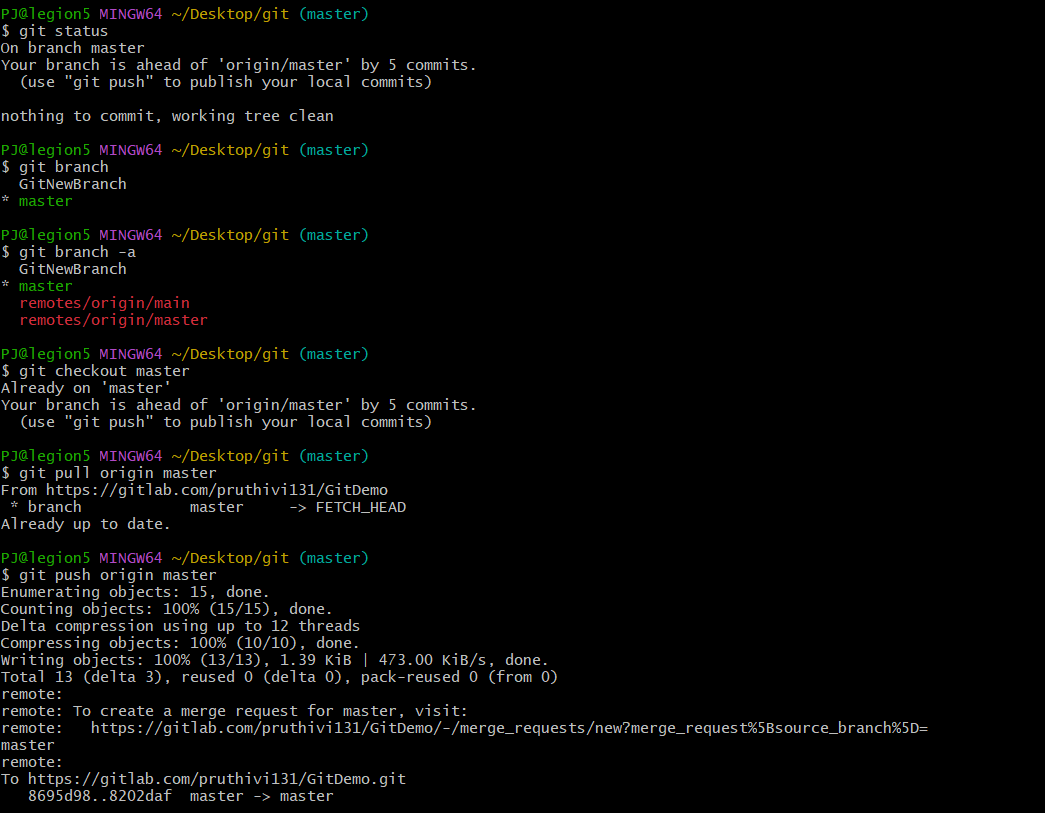 PJ@legion5 MINGW64 ~/Desktop/git (master)
$ git status
On branch master
Your branch is ahead of 'origin/master' by 5 commits.
  (use "git push" to publish your local commits)

nothing to commit, working tree clean

PJ@legion5 MINGW64 ~/Desktop/git (master)
$ git branch
  GitNewBranch
* master

PJ@legion5 MINGW64 ~/Desktop/git (master)
$ git branch -a
  GitNewBranch
* master
  remotes/origin/main
  remotes/origin/master

PJ@legion5 MINGW64 ~/Desktop/git (master)
$ git checkout master
Already on 'master'
Your branch is ahead of 'origin/master' by 5 commits.
  (use "git push" to publish your local commits)

PJ@legion5 MINGW64 ~/Desktop/git (master)
$ git pull origin master
From https://gitlab.com/pruthivi131/GitDemo
 * branch            master     -> FETCH_HEAD
Already up to date.

PJ@legion5 MINGW64 ~/Desktop/git (master)
$ git push origin master
Enumerating objects: 15, done.
Counting objects: 100% (15/15), done.
Delta compression using up to 12 threads
Compressing objects: 100% (10/10), done.
Writing objects: 100% (13/13), 1.39 KiB | 473.00 KiB/s, done.
Total 13 (delta 3), reused 0 (delta 0), pack-reused 0 (from 0)
remote:
remote: To create a merge request for master, visit:
remote:   https://gitlab.com/pruthivi131/GitDemo/-/merge_requests/new?merge_request%5Bsource_branch%5D=
master
remote:
To https://gitlab.com/pruthivi131/GitDemo.git
   8695d98..8202daf  master -> master